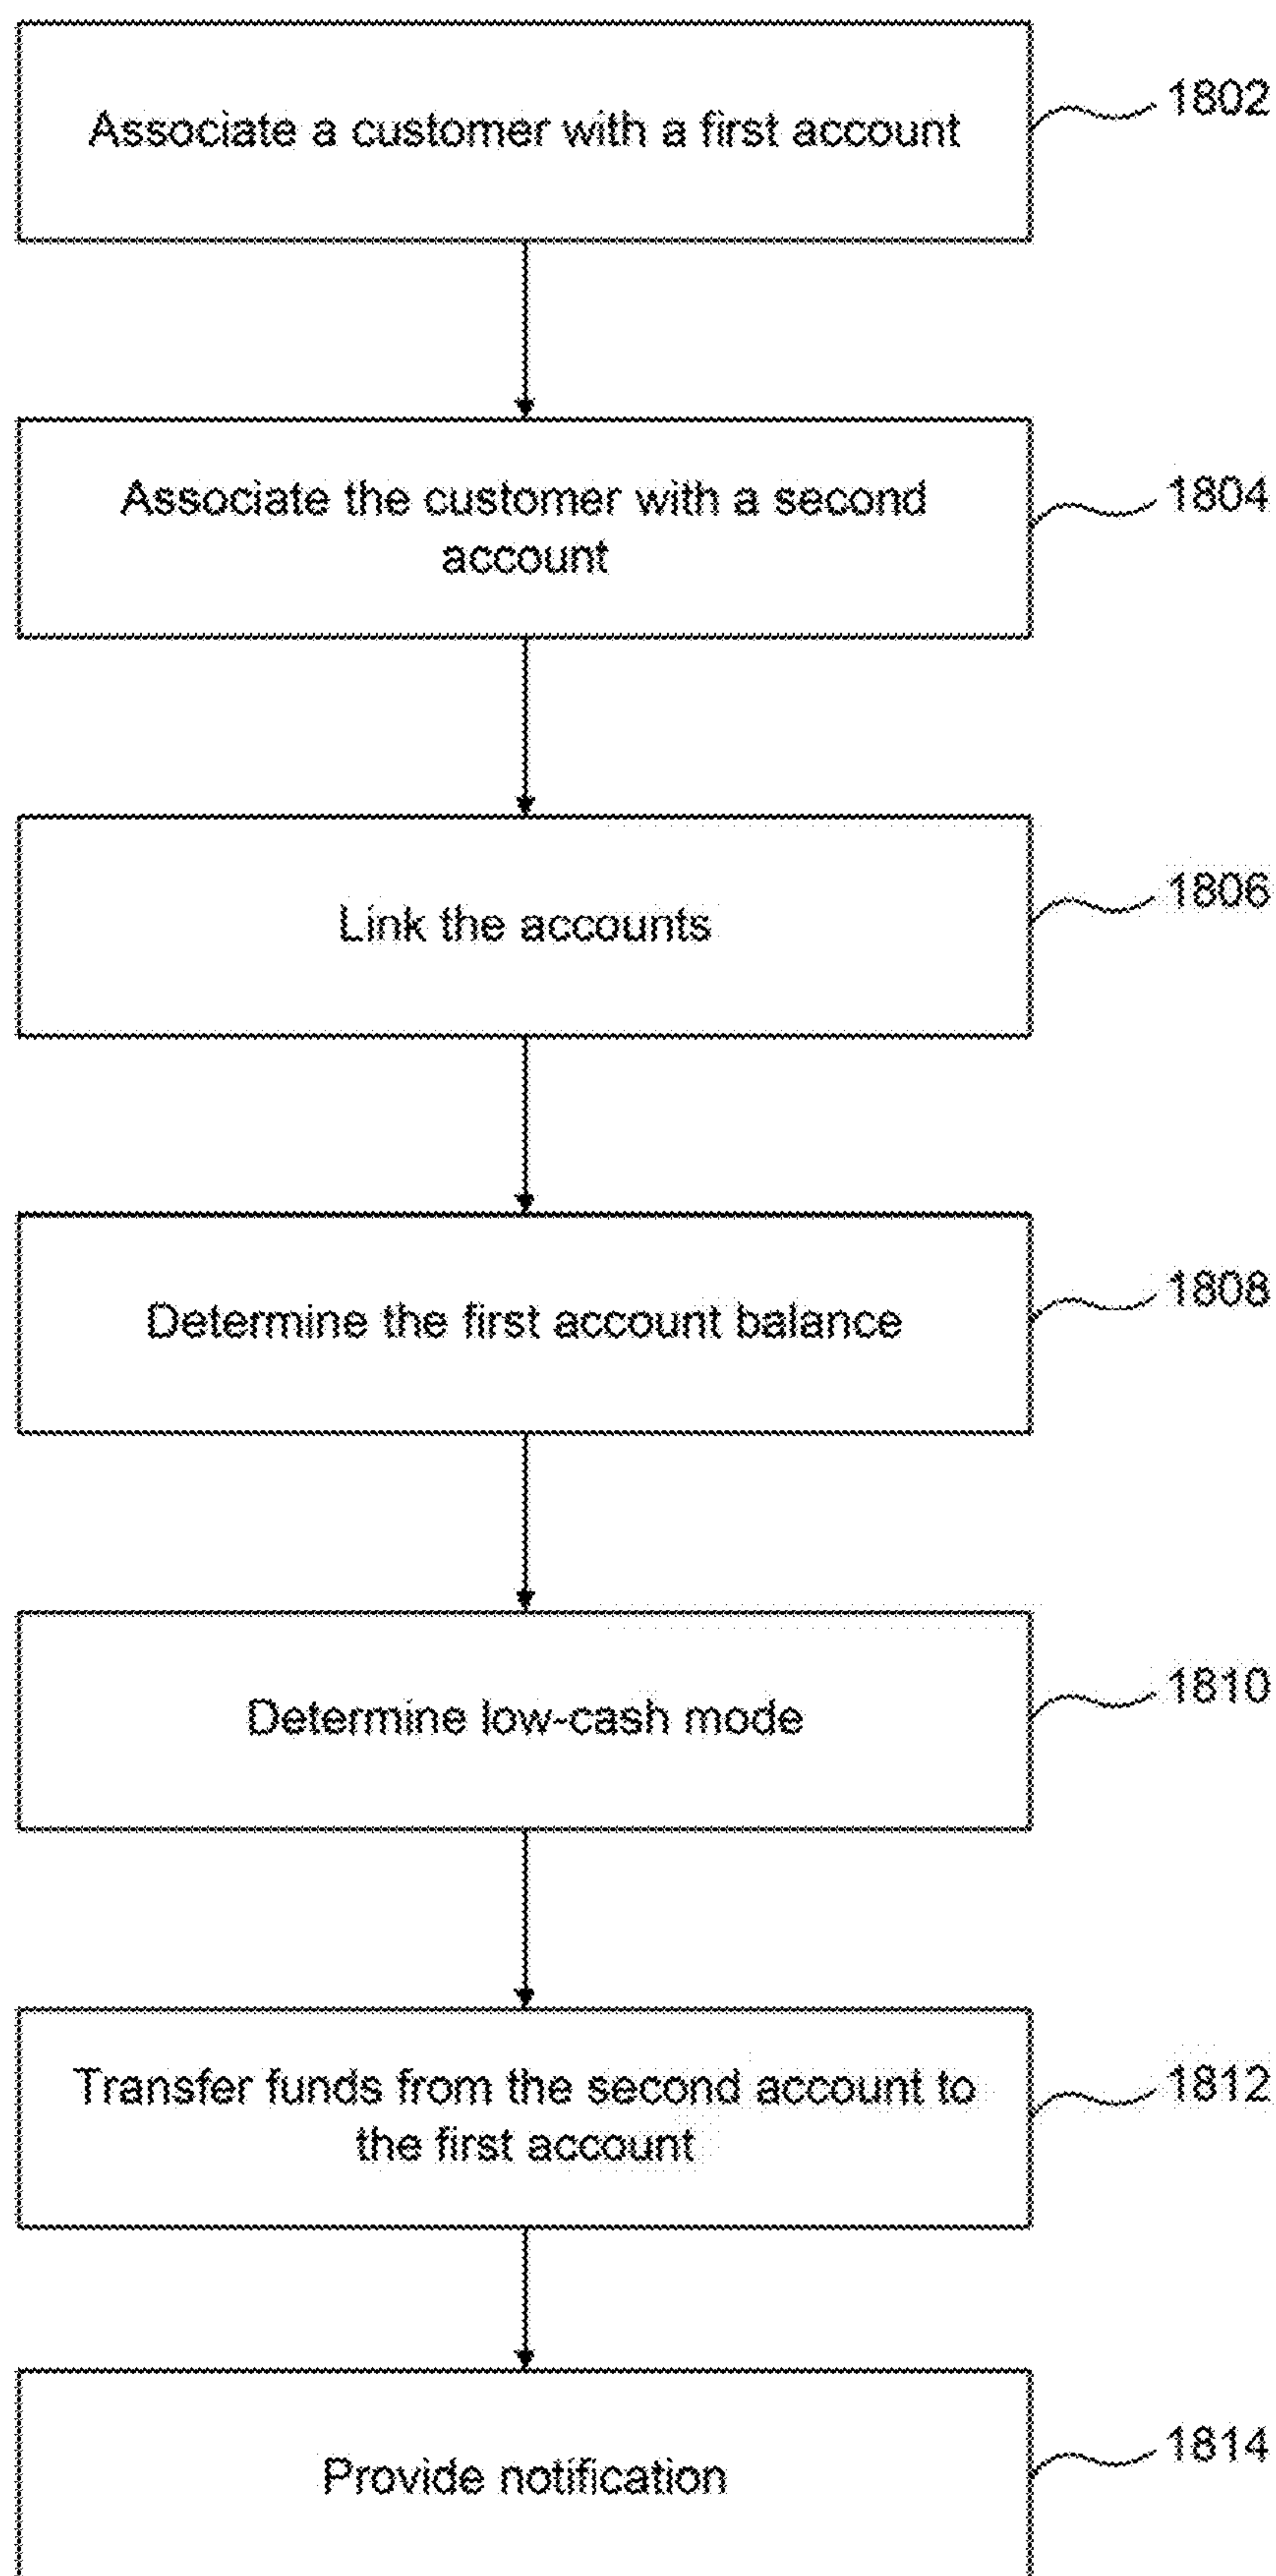 Associate a customer with a first account
1802
Associate the customer with a second
account
1804
Link the accounts
1806
Determine the first account balance
1808
Determine low-cash mode
1810
Transfer funds from the second account to
the first account
1812
Provide notification
1814